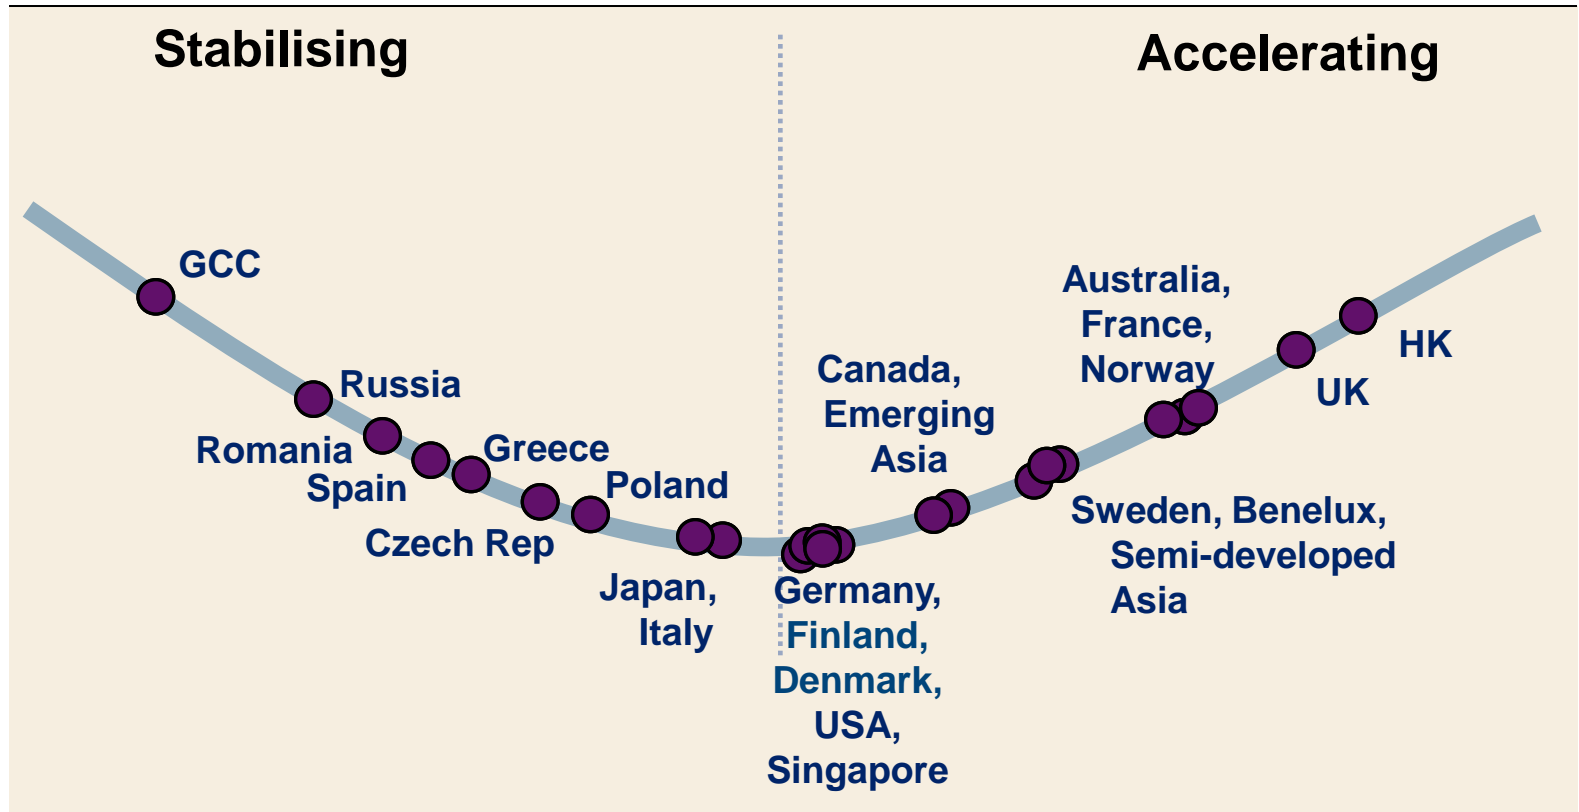 Stabilising
Accelerating
GCC
Russia
Romania
Spain
Greece
Czech Rep
Poland
Japan,
Italy
Germany,
Finland,
Denmark,
USA,
Singapore
Canada,
Emerging
Asia
Sweden, Benelux,
Semi-developed
Asia
Australia,
France,
Norway
UK
HK